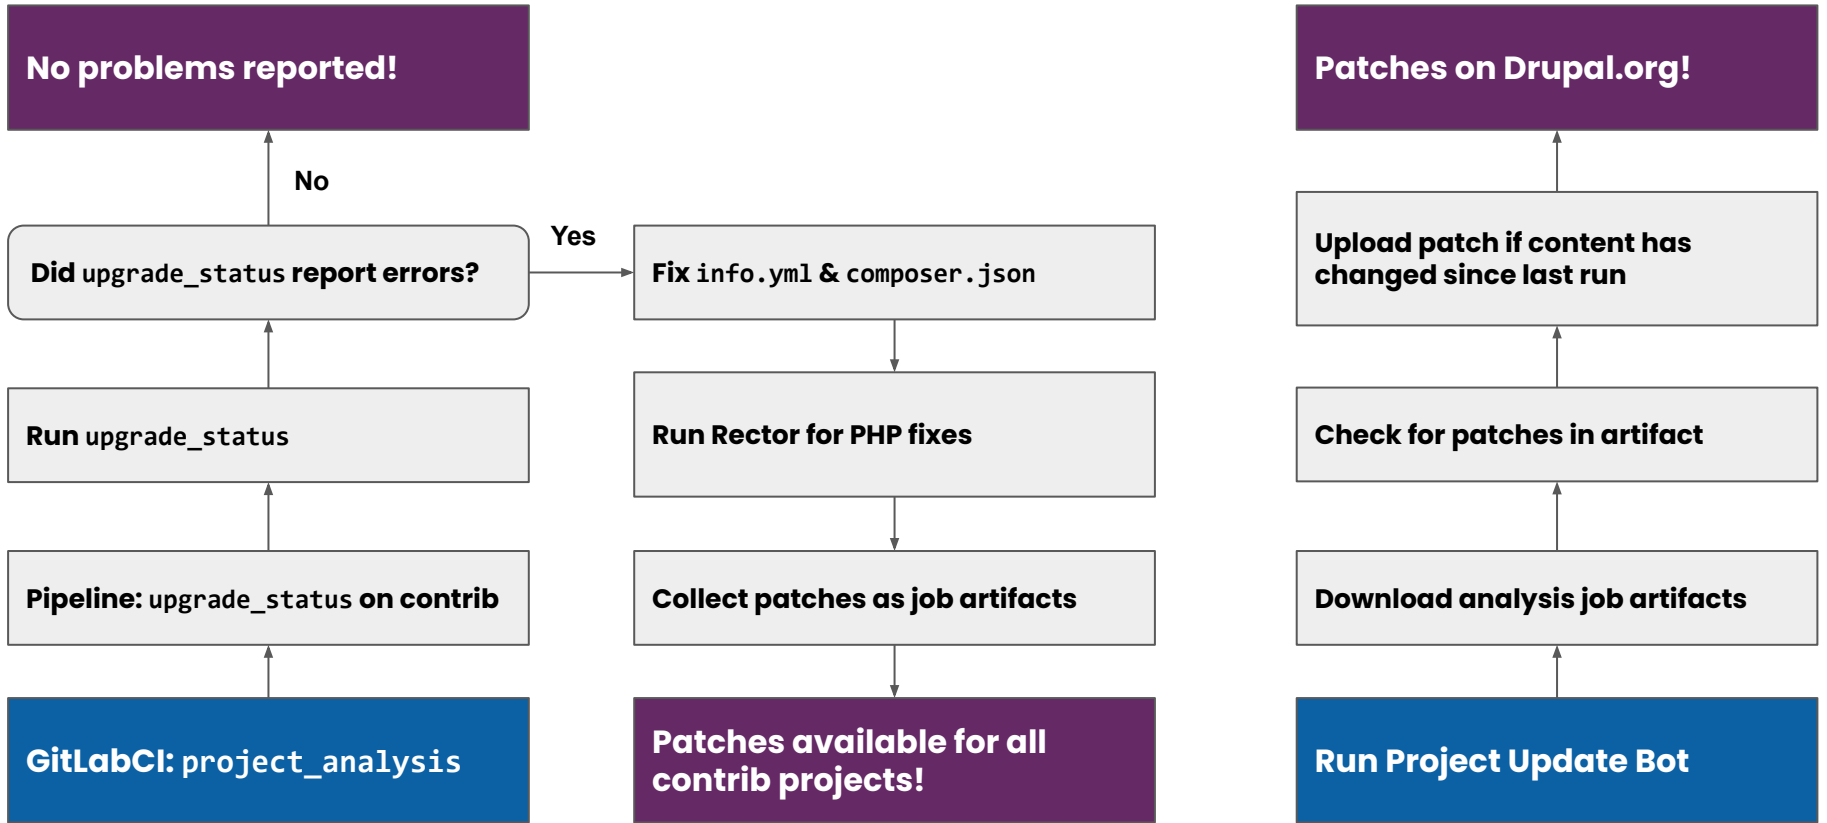 No problems reported!
No
Did upgrade_status report errors?
Run upgrade_status
Pipeline: upgrade_status on contrib
GitLabCI: project_analysis
Yes
Fix info.yml & composer.json
Run Rector for PHP fixes
Collect patches as job artifacts
Patches available for all
contrib projects!
Patches on Drupal.org!
Upload patch if content has
changed since last run
Check for patches in artifact
Download analysis job artifacts
Run Project Update Bot